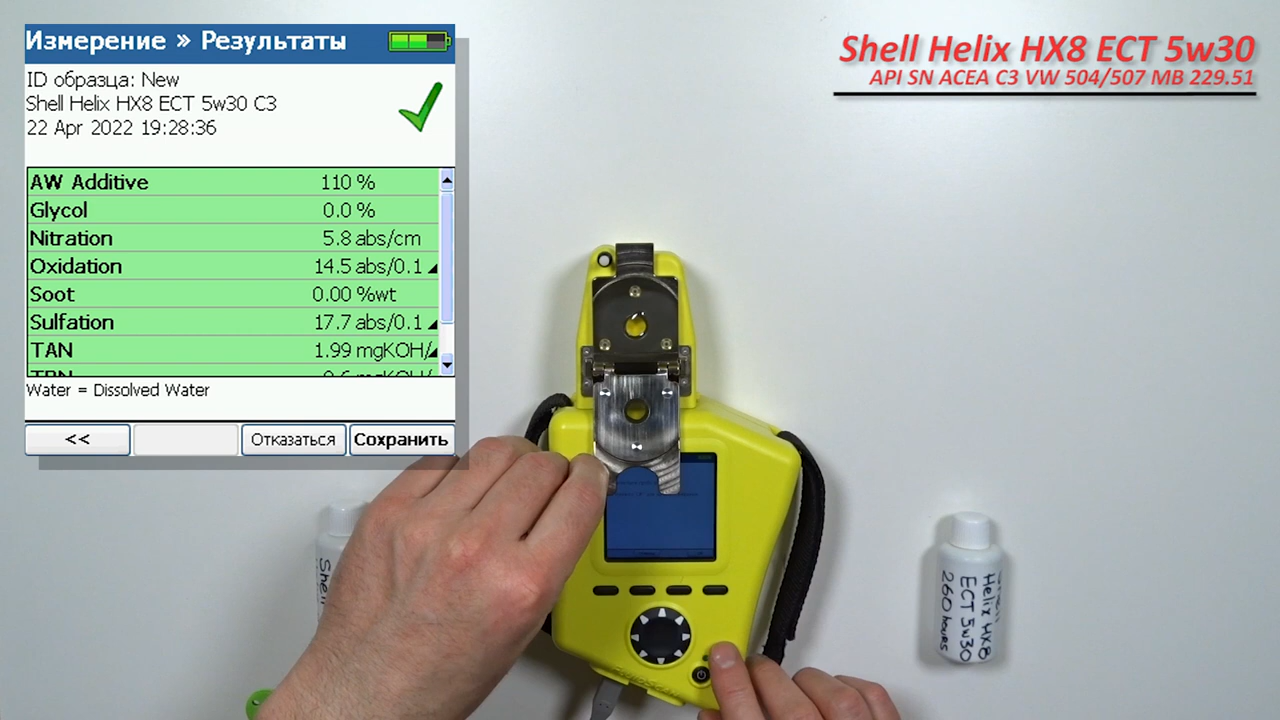 Измерение » Результаты
ID образца: New
Shell Helix HX8 ECT 5w30 C3
22 Apr 2022 19:28:36
AW Additive 110 %
Glycol 0.0 %
Nitration 5.8 abs/cm
Oxidation 14.5 abs/0.1
Soot 0.00 %wt
Sulfation 17.7 abs/0.1
TAN 1.99 mgKOH/
Water = Dissolved Water
<<
Отказаться
Сохранить
Shell Helix HX8 ECT 5w30
API SN ACEA C3 VW 504/507 MB 229.51
Shell
Helix HX8
ECT 5w30
260 hours